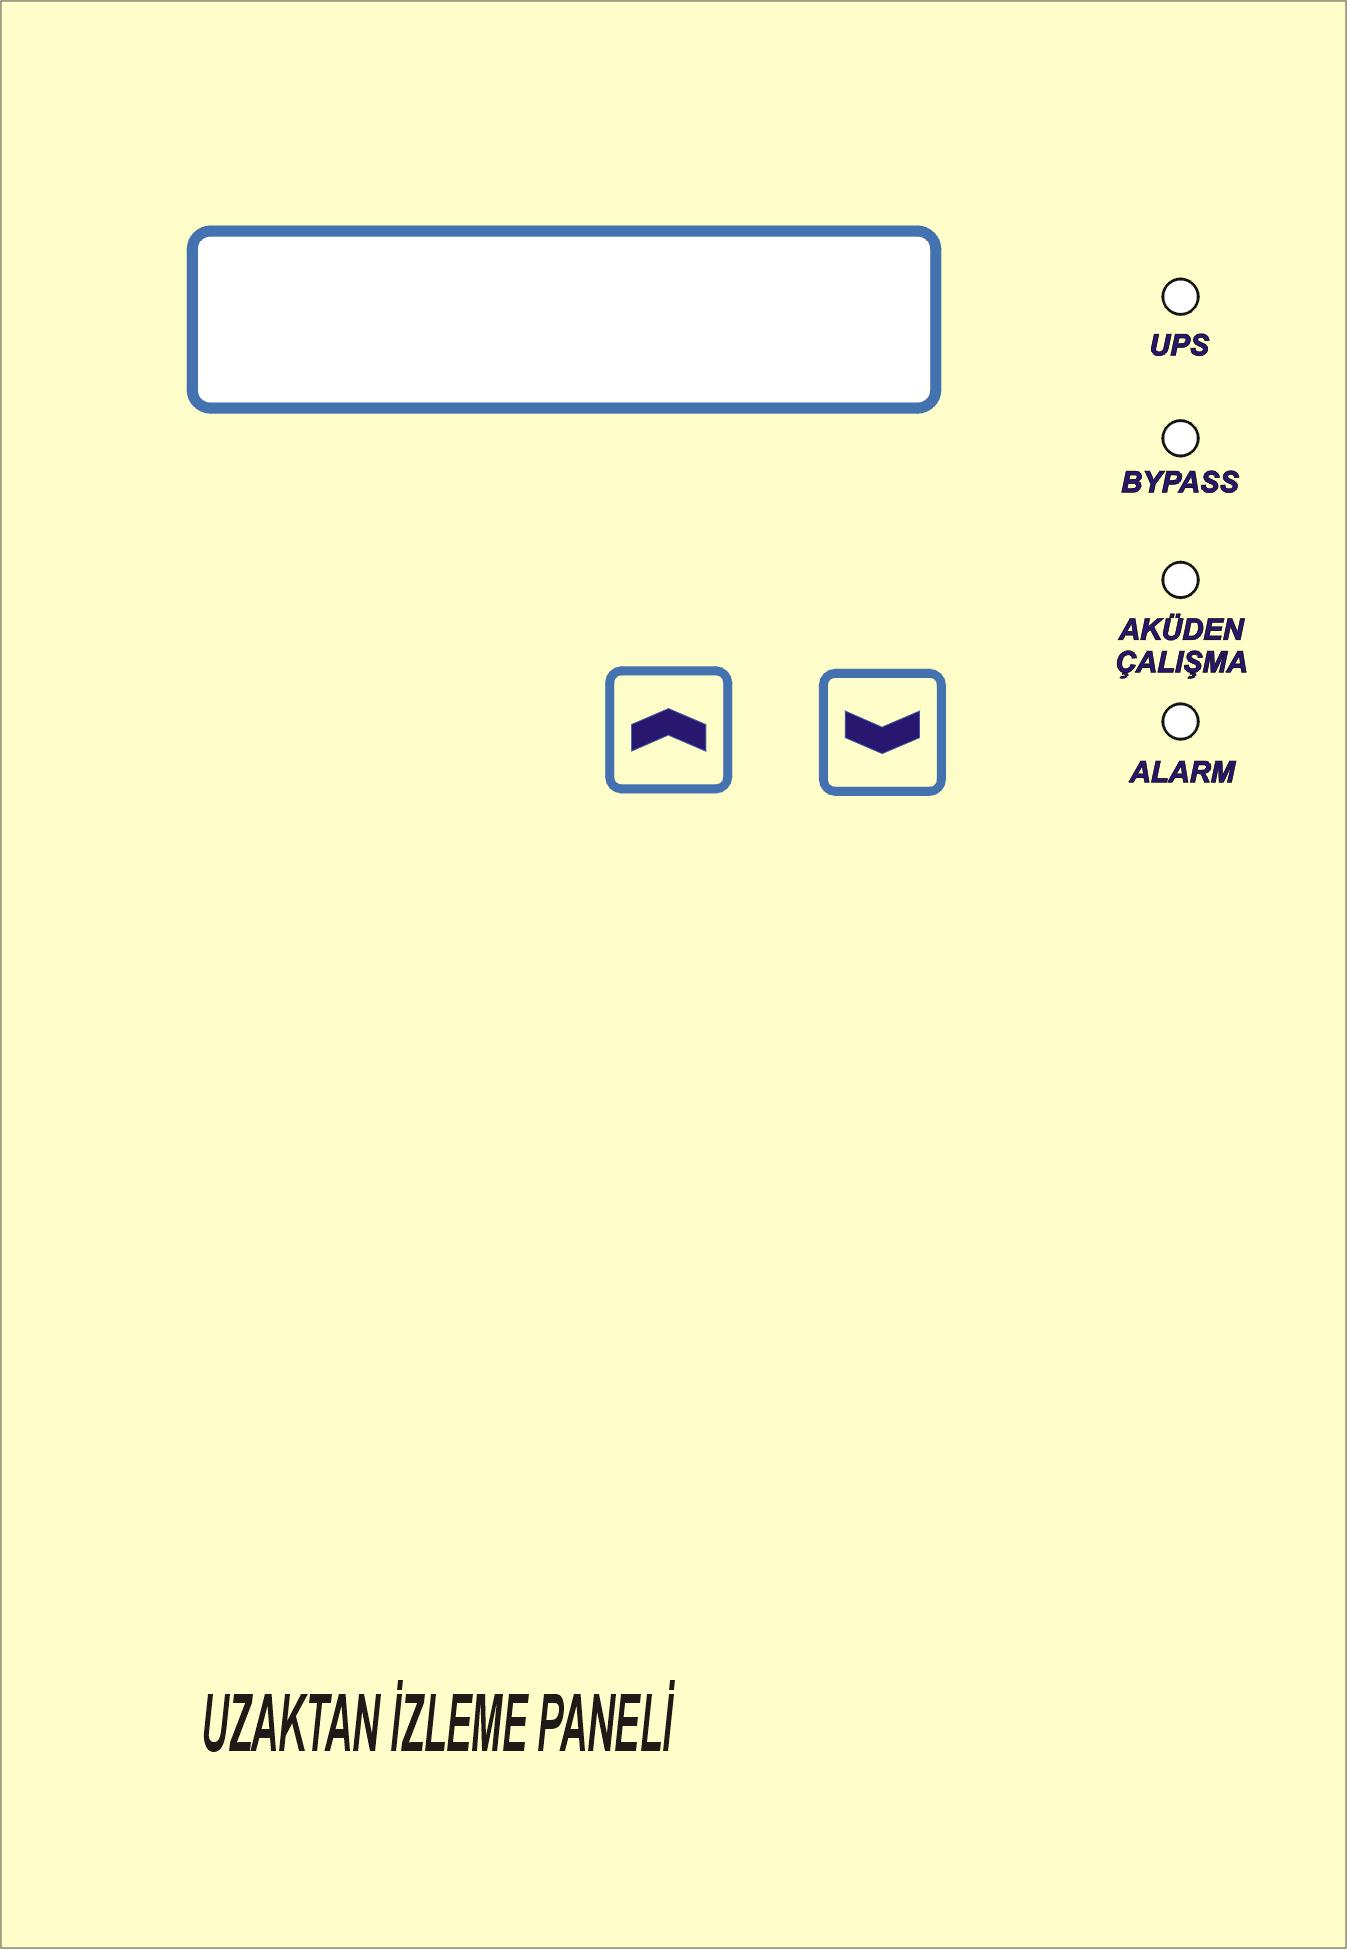 UPS
BYPASS
AKÜDEN
ÇALIŞMA
ALARM
UZAKTAN İZLEME PANELİ